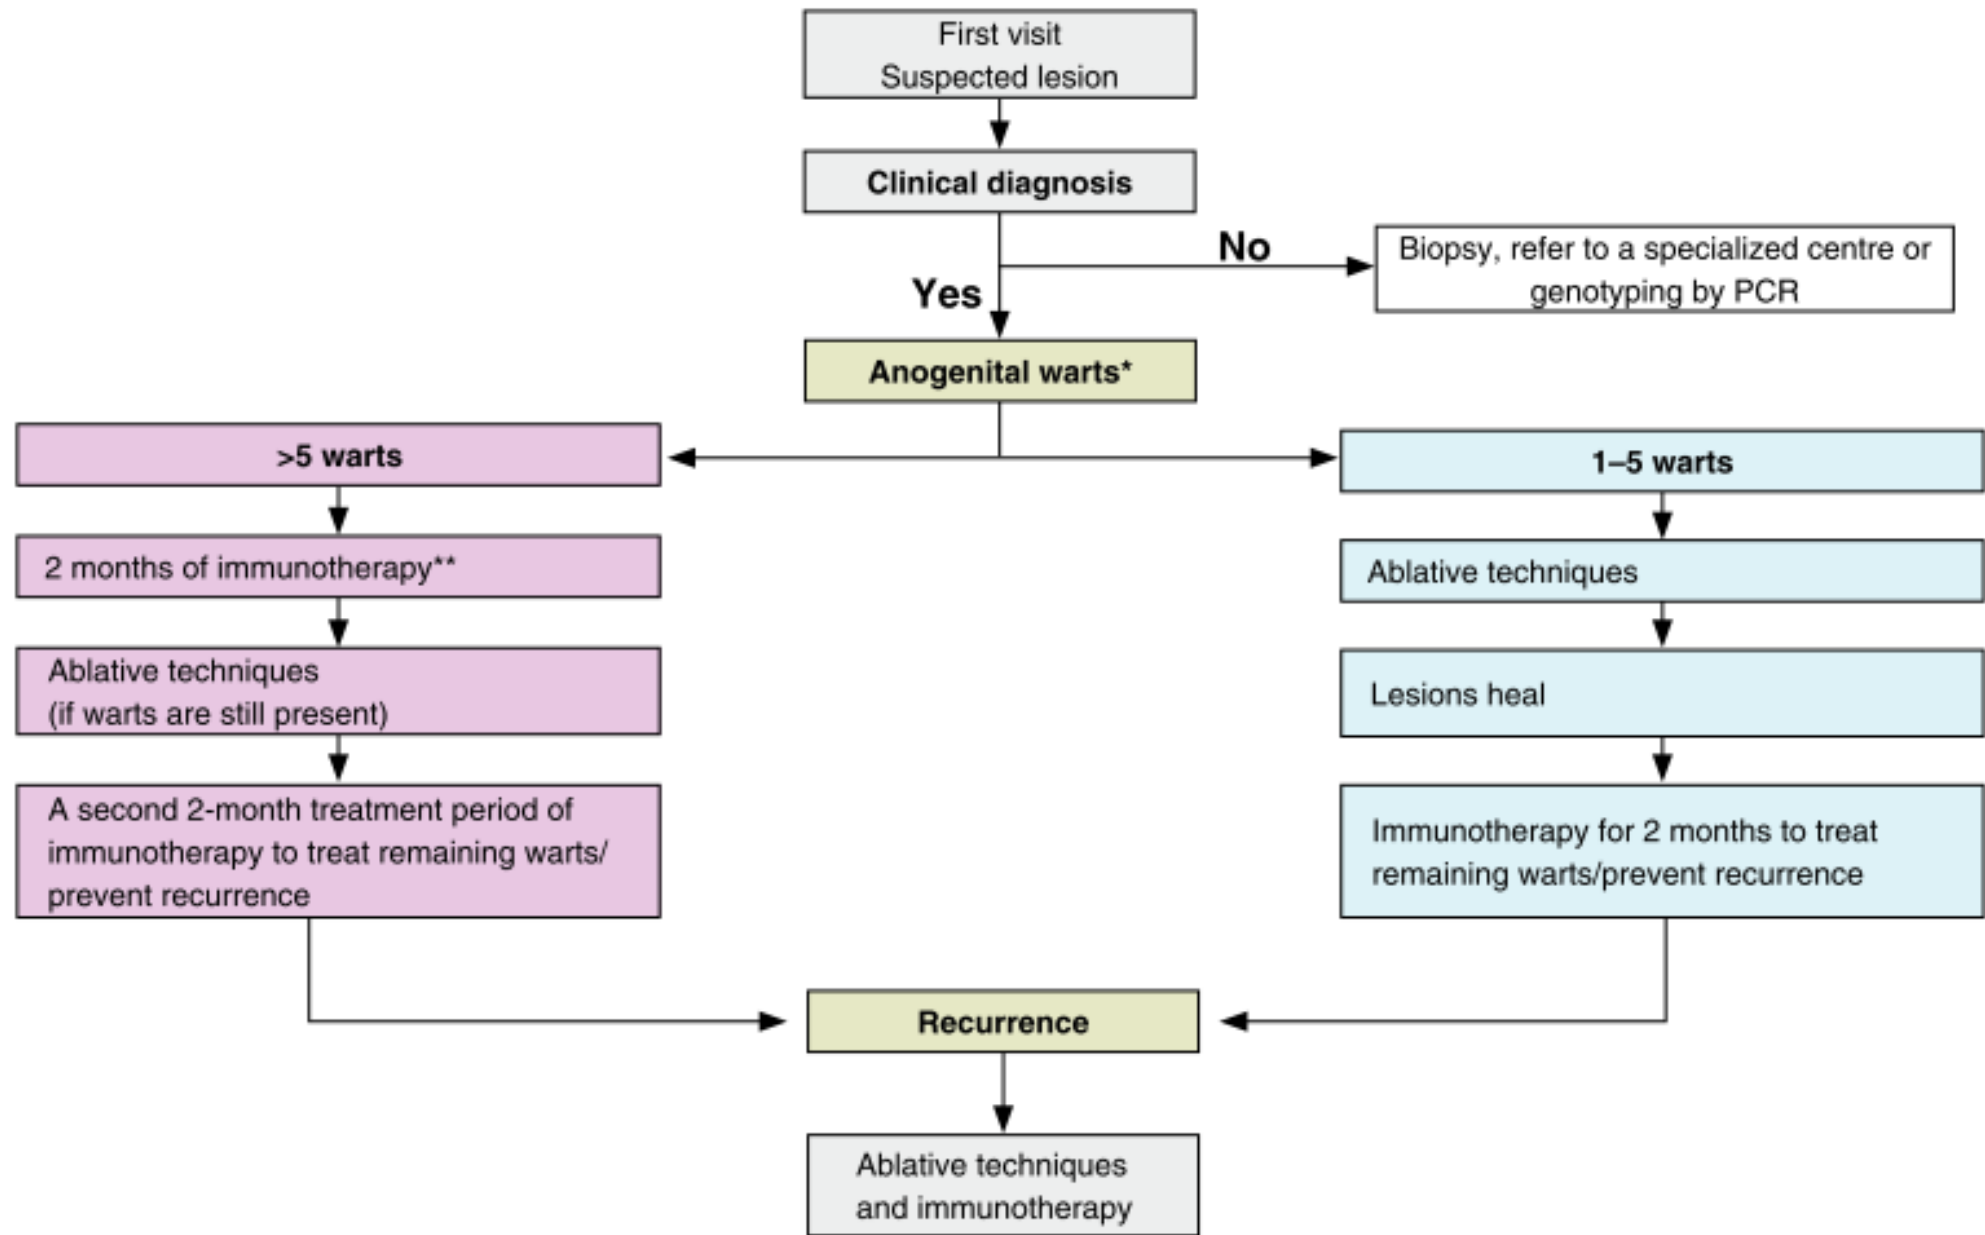 First visit
Suspected lesion
Clinical diagnosis
No
Biopsy, refer to a specialized centre or
genotyping by PCR
Yes
Anogenital warts*
>5 warts
2 months of immunotherapy**
Ablative techniques
(if warts are still present)
A second 2-month treatment period of
immunotherapy to treat remaining warts/
prevent recurrence
1–5 warts
Ablative techniques
Lesions heal
Immunotherapy for 2 months to treat
remaining warts/prevent recurrence
Recurrence
Ablative techniques
and immunotherapy